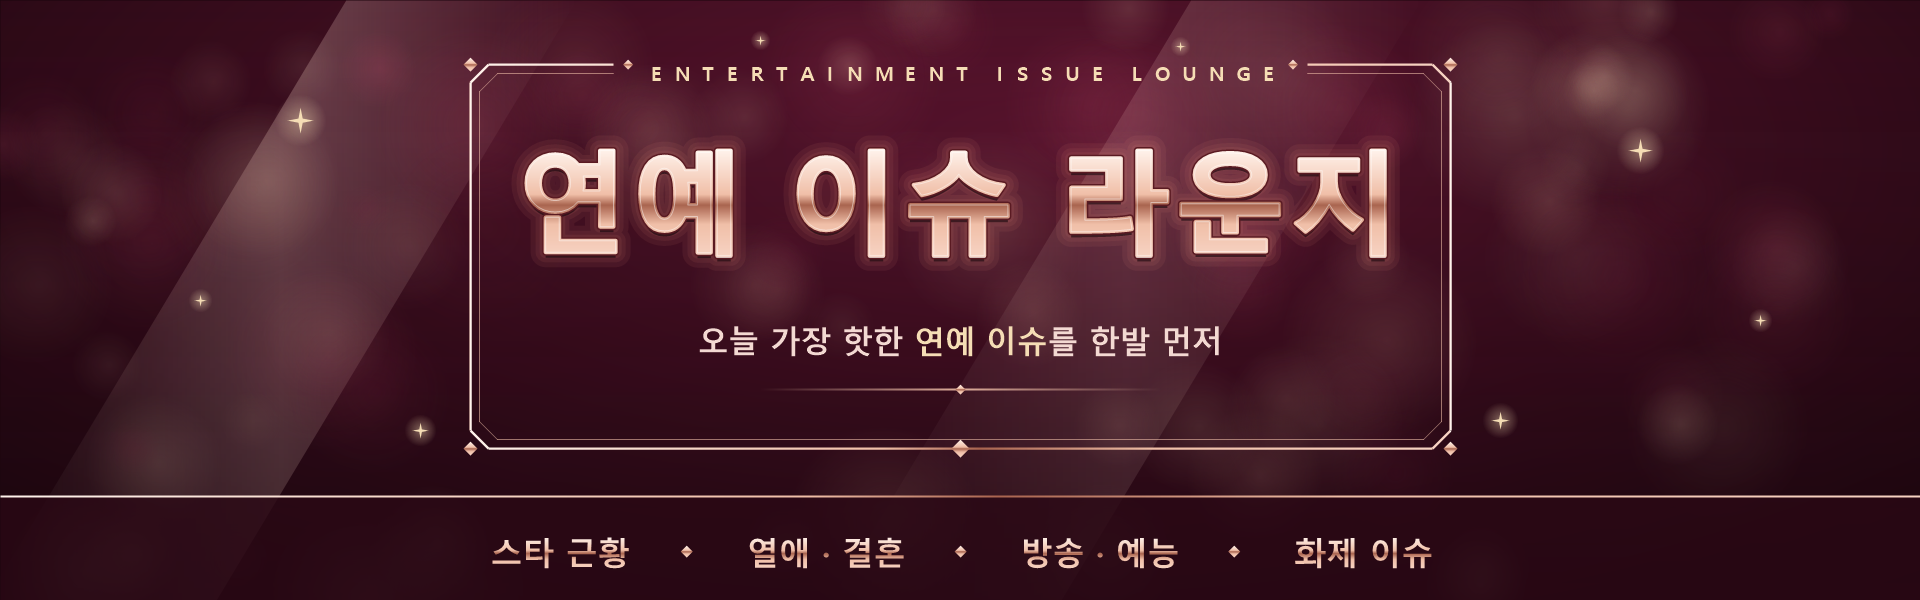 ENTERTAINMENT ISSUE LOUNGE
연예 이슈 라운지
오늘 가장 핫한 연예 이슈를 한발 먼저
스타 근황 ◆ 열애 · 결혼 ◆ 방송 · 예능 ◆ 화제 이슈